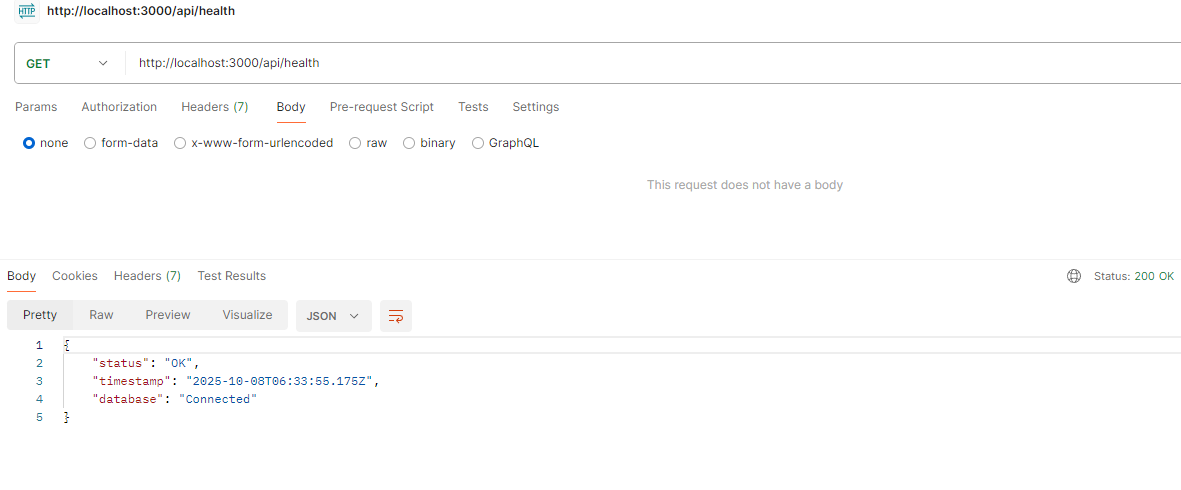 HTTP http://localhost:3000/api/health
GET http://localhost:3000/api/health
Params Authorization Headers (7) Body Pre-request Script Tests Settings
none form-data x-www-form-urlencoded raw binary GraphQL
This request does not have a body
Body Cookies Headers (7) Test Results Status: 200 OK
Pretty Raw Preview Visualize JSON
1 {
2 "status": "OK",
3 "timestamp": "2025-10-08T06:33:55.175Z",
4 "database": "Connected"
5 }